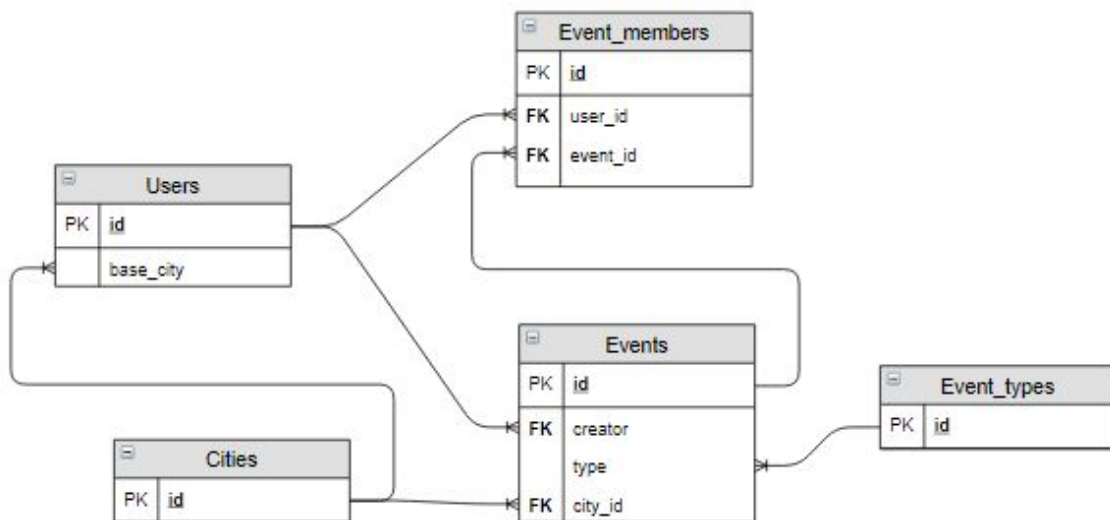 Event_members
PK id
FK user_id
FK event_id
Users
PK id
base_city
Events
PK id
FK creator
type
FK city_id
Event_types
PK id
Cities
PK id